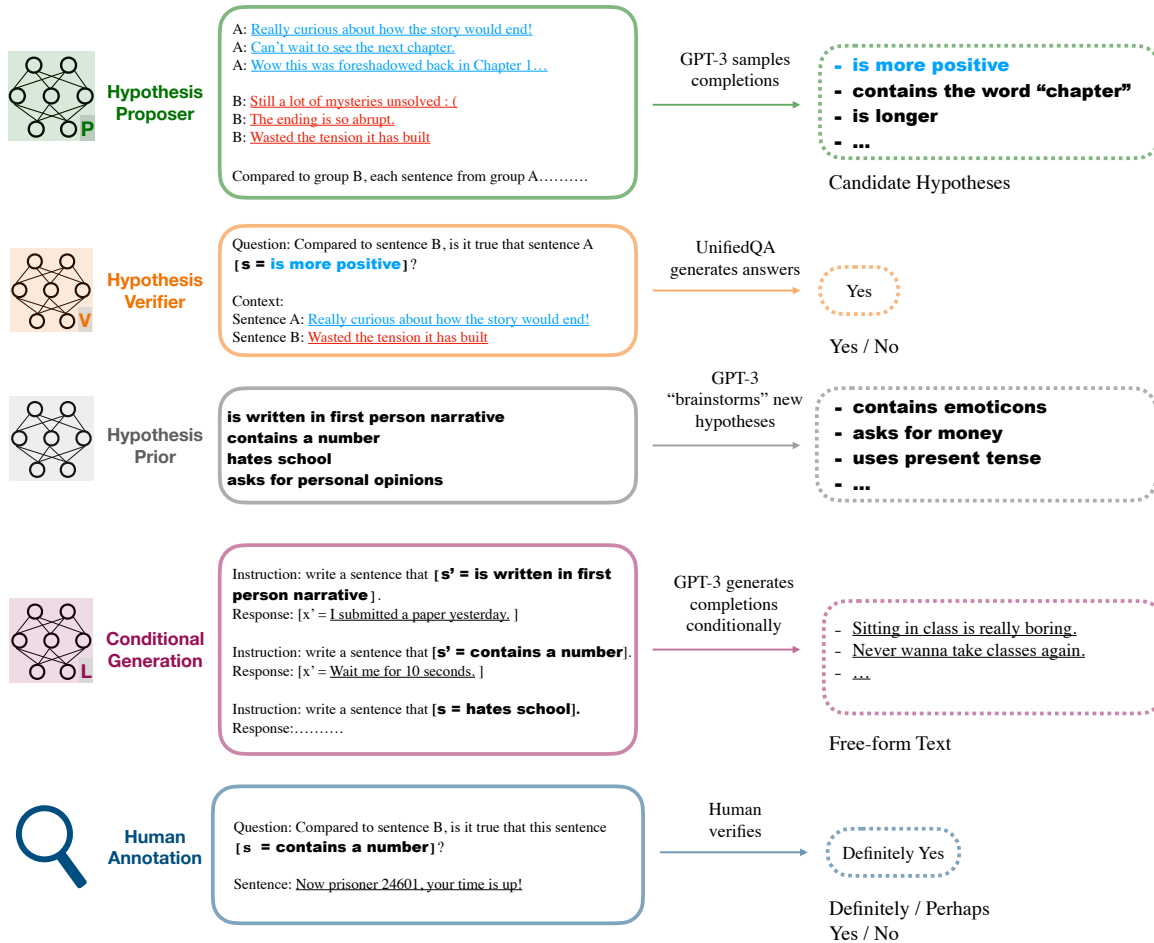 Hypothesis
Proposer
P
A: Really curious about how the story would end!
A: Can't wait to see the next chapter.
A: Wow this was foreshadowed back in Chapter 1…
B: Still a lot of mysteries unsolved : (
B: The ending is so abrupt.
B: Wasted the tension it has built
Compared to group B, each sentence from group A……….
GPT-3 samples
completions
- is more positive
- contains the word “chapter”
- is longer
- ...
Candidate Hypotheses
Hypothesis
Verifier
V
Question: Compared to sentence B, is it true that sentence A
[s = is more positive]?
Context:
Sentence A: Really curious about how the story would end!
Sentence B: Wasted the tension it has built
UnifiedQA
generates answers
Yes
Yes / No
Hypothesis
Prior
is written in first person narrative
contains a number
hates school
asks for personal opinions
GPT-3
“brainstorms” new
hypotheses
- contains emoticons
- asks for money
- uses present tense
- ...
Conditional
Generation
L
Instruction: write a sentence that [s’ = is written in first
person narrative].
Response: [x’ = I submitted a paper yesterday. ]
Instruction: write a sentence that [s’ = contains a number].
Response: [x’ = Wait me for 10 seconds. ]
Instruction: write a sentence that [s = hates school].
Response:……….
GPT-3 generates
completions
conditionally
- Sitting in class is really boring.
- Never wanna take classes again.
- …
Free-form Text
Human
Annotation
Question: Compared to sentence B, is it true that this sentence
[s = contains a number]?
Sentence: Now prisoner 24601, your time is up!
Human
verifies
Definitely Yes
Definitely / Perhaps
Yes / No